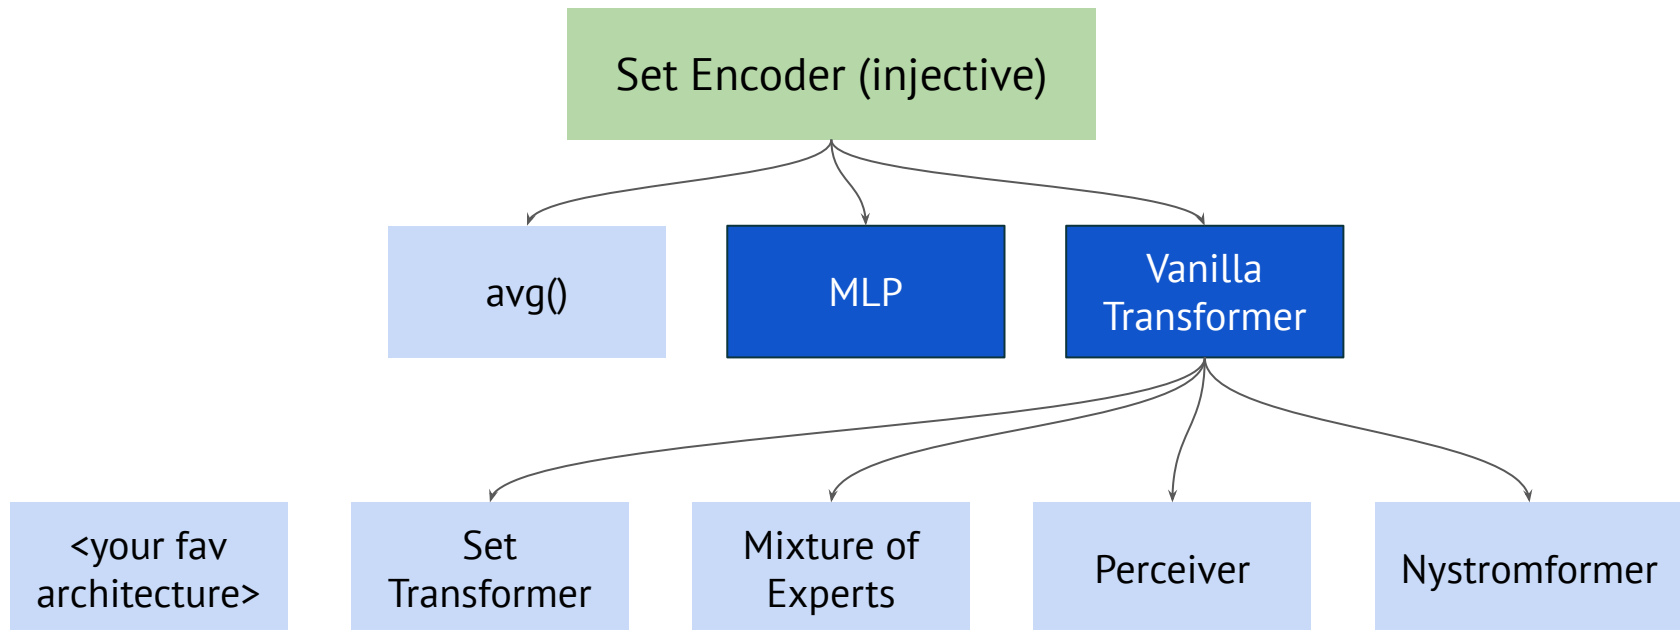 Set Encoder (injective)
avg()
MLP
Vanilla
Transformer
<your fav
architecture>
Set
Transformer
Mixture of
Experts
Perceiver
Nystromformer